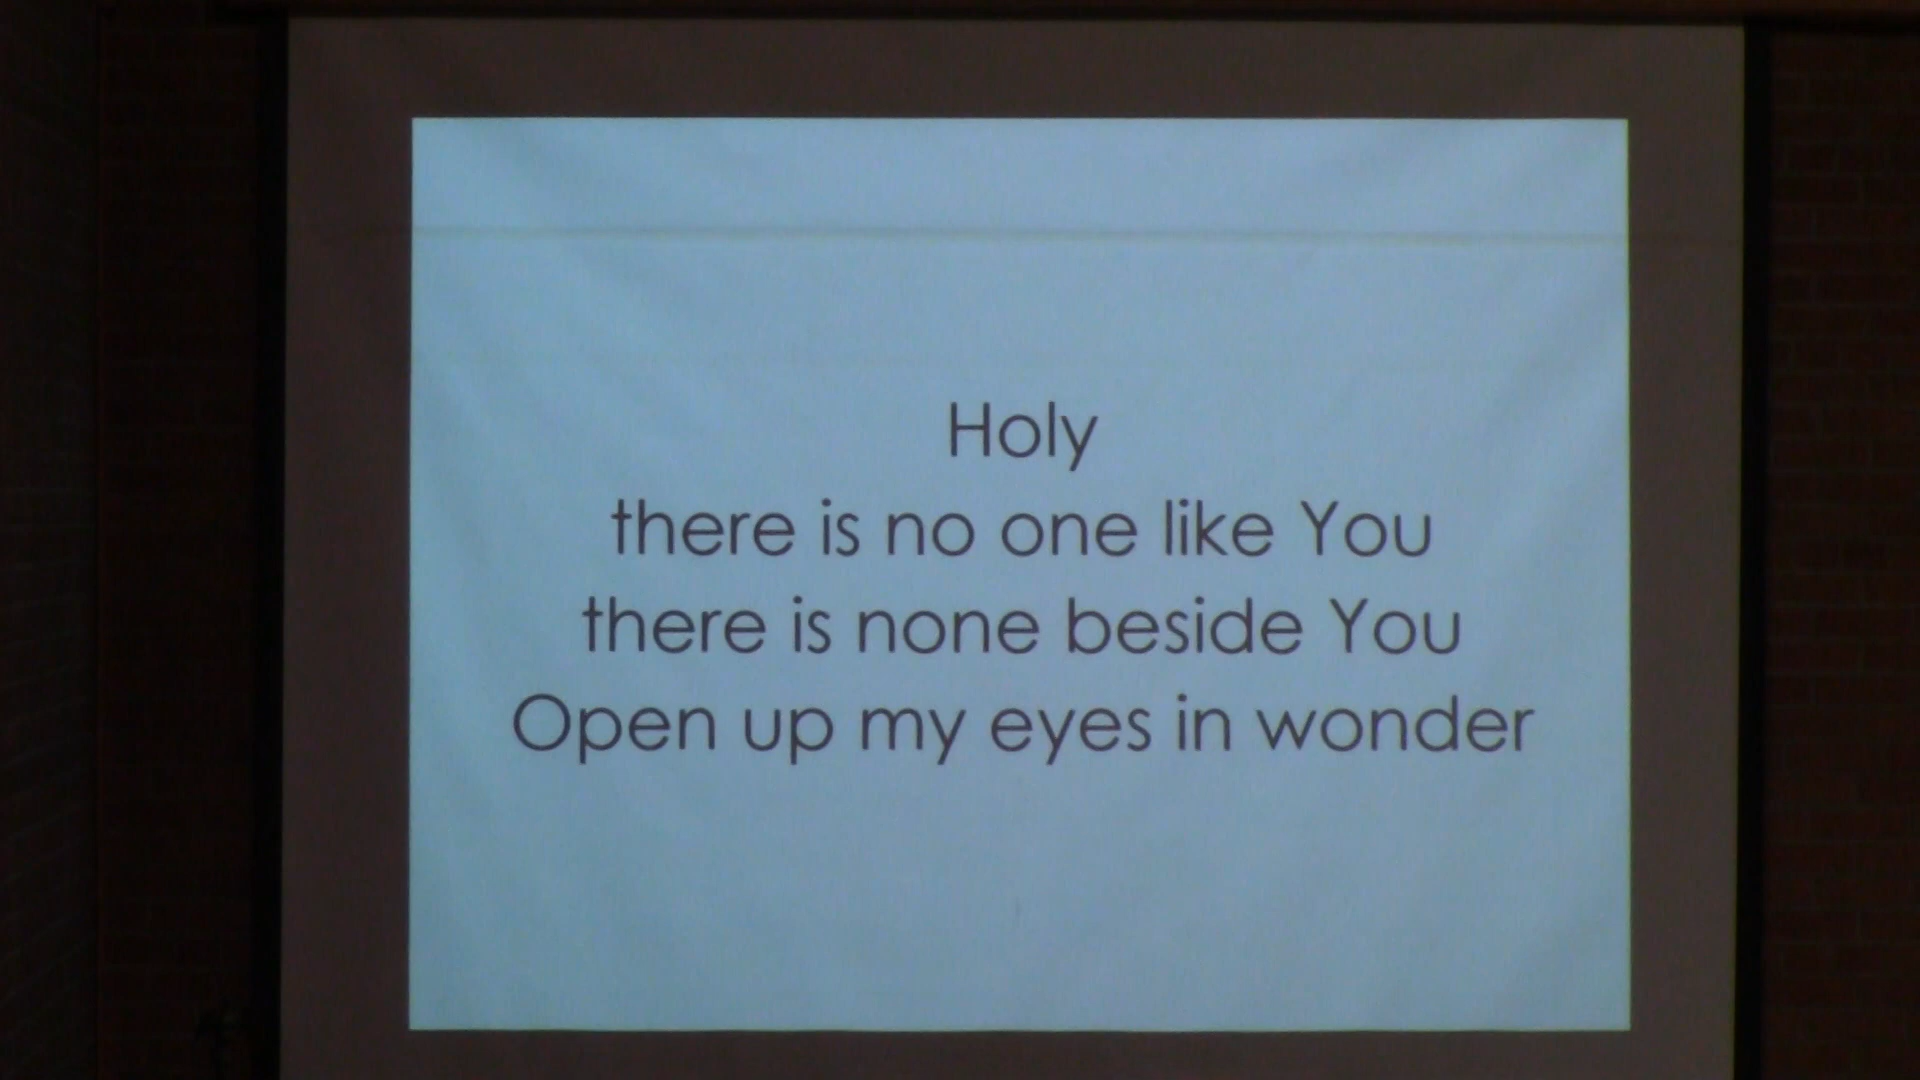 Holy
there is no one like You
there is none beside You
Open up my eyes in wonder